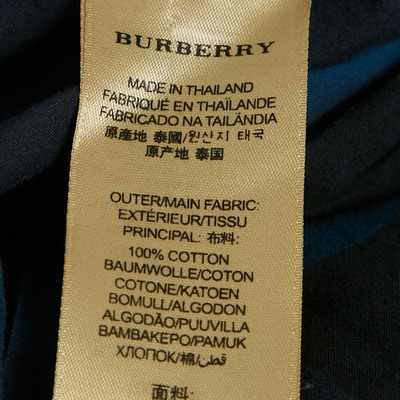 BURBERRY
MADE IN THAILAND
FABRIQUÉ EN THAÏLANDE
FABRICADO NA TAILÂNDIA
原産地 泰國/원산지 태국
原产地 泰国
OUTER/MAIN FABRIC:
EXTÉRIEUR/TISSU
PRINCIPAL: 布料:
100% COTTON
BAUMWOLLE/COTON
COTONE/KATOEN
BOMULL/ALGODON
ALGODÃO/PUUVILLA
BAMBAKEPO/PAMUK
ХЛОПОК/棉/قطن
面料: